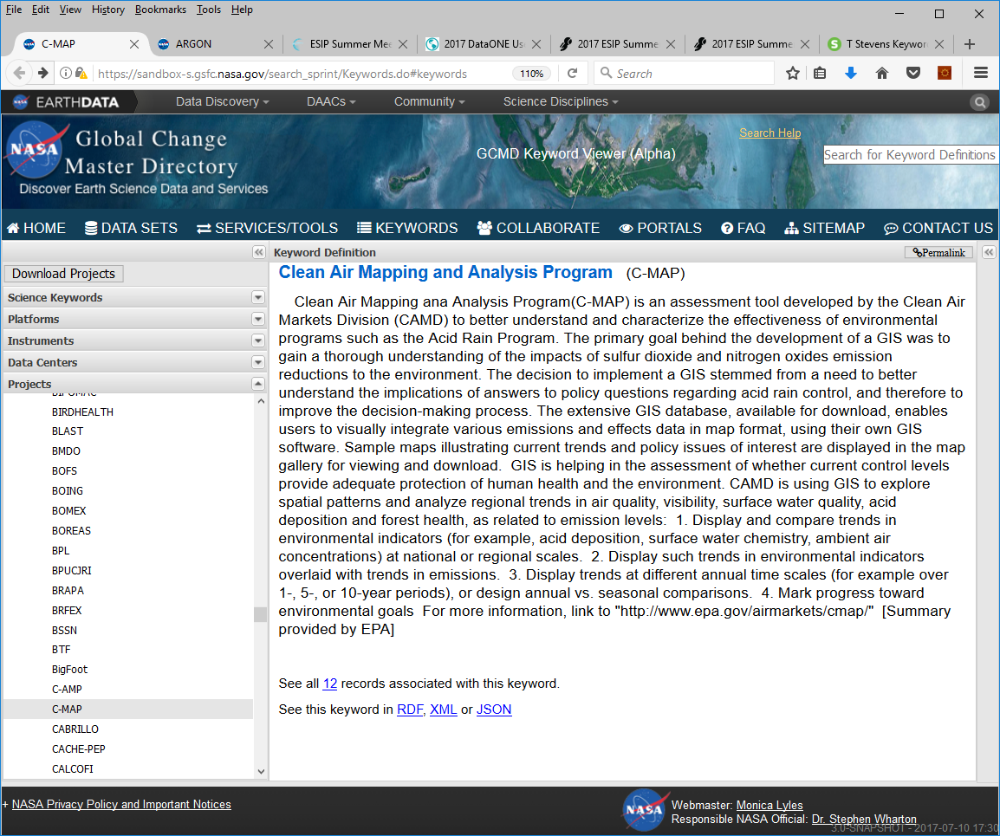 File Edit View History Bookmarks Tools Help
C-MAP
ARGON
ESIP Summer Mee
2017 DataONE Us
2017 ESIP Summe
2017 ESIP Summe
T Stevens Keywor
https://sandbox-s.gsfc.nasa.gov/search_sprint/Keywords.do#keywords
110%
Search
EARTHDATA
Data Discovery
DAACs
Community
Science Disciplines
NASA
Global Change
Master Directory
Discover Earth Science Data and Services
GCMD Keyword Viewer (Alpha)
Search Help
Search for Keyword Definitions
HOME
DATA SETS
SERVICES/TOOLS
KEYWORDS
COLLABORATE
PORTALS
FAQ
SITEMAP
CONTACT US
Download Projects
Science Keywords
Platforms
Instruments
Data Centers
Projects
BIPOMAC
BIRDHEALTH
BLAST
BMDO
BOFS
BOING
BOMEX
BOREAS
BPL
BPUCJRI
BRAPA
BRFEX
BSSN
BTF
BigFoot
C-AMP
C-MAP
CABRILLO
CACHE-PEP
CALCOFI
Keyword Definition
Permalink
Clean Air Mapping and Analysis Program (C-MAP)
Clean Air Mapping ana Analysis Program(C-MAP) is an assessment tool developed by the Clean Air
Markets Division (CAMD) to better understand and characterize the effectiveness of environmental
programs such as the Acid Rain Program. The primary goal behind the development of a GIS was to
gain a thorough understanding of the impacts of sulfur dioxide and nitrogen oxides emission
reductions to the environment. The decision to implement a GIS stemmed from a need to better
understand the implications of answers to policy questions regarding acid rain control, and therefore to
improve the decision-making process. The extensive GIS database, available for download, enables
users to visually integrate various emissions and effects data in map format, using their own GIS
software. Sample maps illustrating current trends and policy issues of interest are displayed in the map
gallery for viewing and download. GIS is helping in the assessment of whether current control levels
provide adequate protection of human health and the environment. CAMD is using GIS to explore
spatial patterns and analyze regional trends in air quality, visibility, surface water quality, acid
deposition and forest health, as related to emission levels: 1. Display and compare trends in
environmental indicators (for example, acid deposition, surface water chemistry, ambient air
concentrations) at national or regional scales. 2. Display such trends in environmental indicators
overlaid with trends in emissions. 3. Display trends at different annual time scales (for example over
1-, 5-, or 10-year periods), or design annual vs. seasonal comparisons. 4. Mark progress toward
environmental goals For more information, link to "http://www.epa.gov/airmarkets/cmap/" [Summary
provided by EPA]
See all 12 records associated with this keyword.
See this keyword in RDF, XML or JSON
+ NASA Privacy Policy and Important Notices
NASA
Webmaster: Monica Lyles
Responsible NASA Official: Dr. Stephen Wharton
3.0-SNAPSHOT - 2017-07-10 17:30